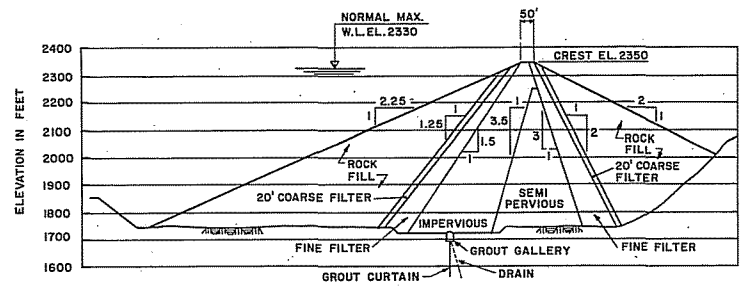 50'
NORMAL MAX.
W.L.EL.2330
CREST EL.2350
ELEVATION IN FEET
2400
2300
2200
2100
2000
1900
1800
1700
1600
2.25
1
1
1.25
1
1.5
1
3.5
3
1
1
2
2
1
ROCK
FILL
ROCK
FILL
20' COARSE FILTER
20' COARSE
FILTER
SEMI
PERVIOUS
IMPERVIOUS
FINE FILTER
GROUT GALLERY
FINE FILTER
GROUT CURTAIN
DRAIN